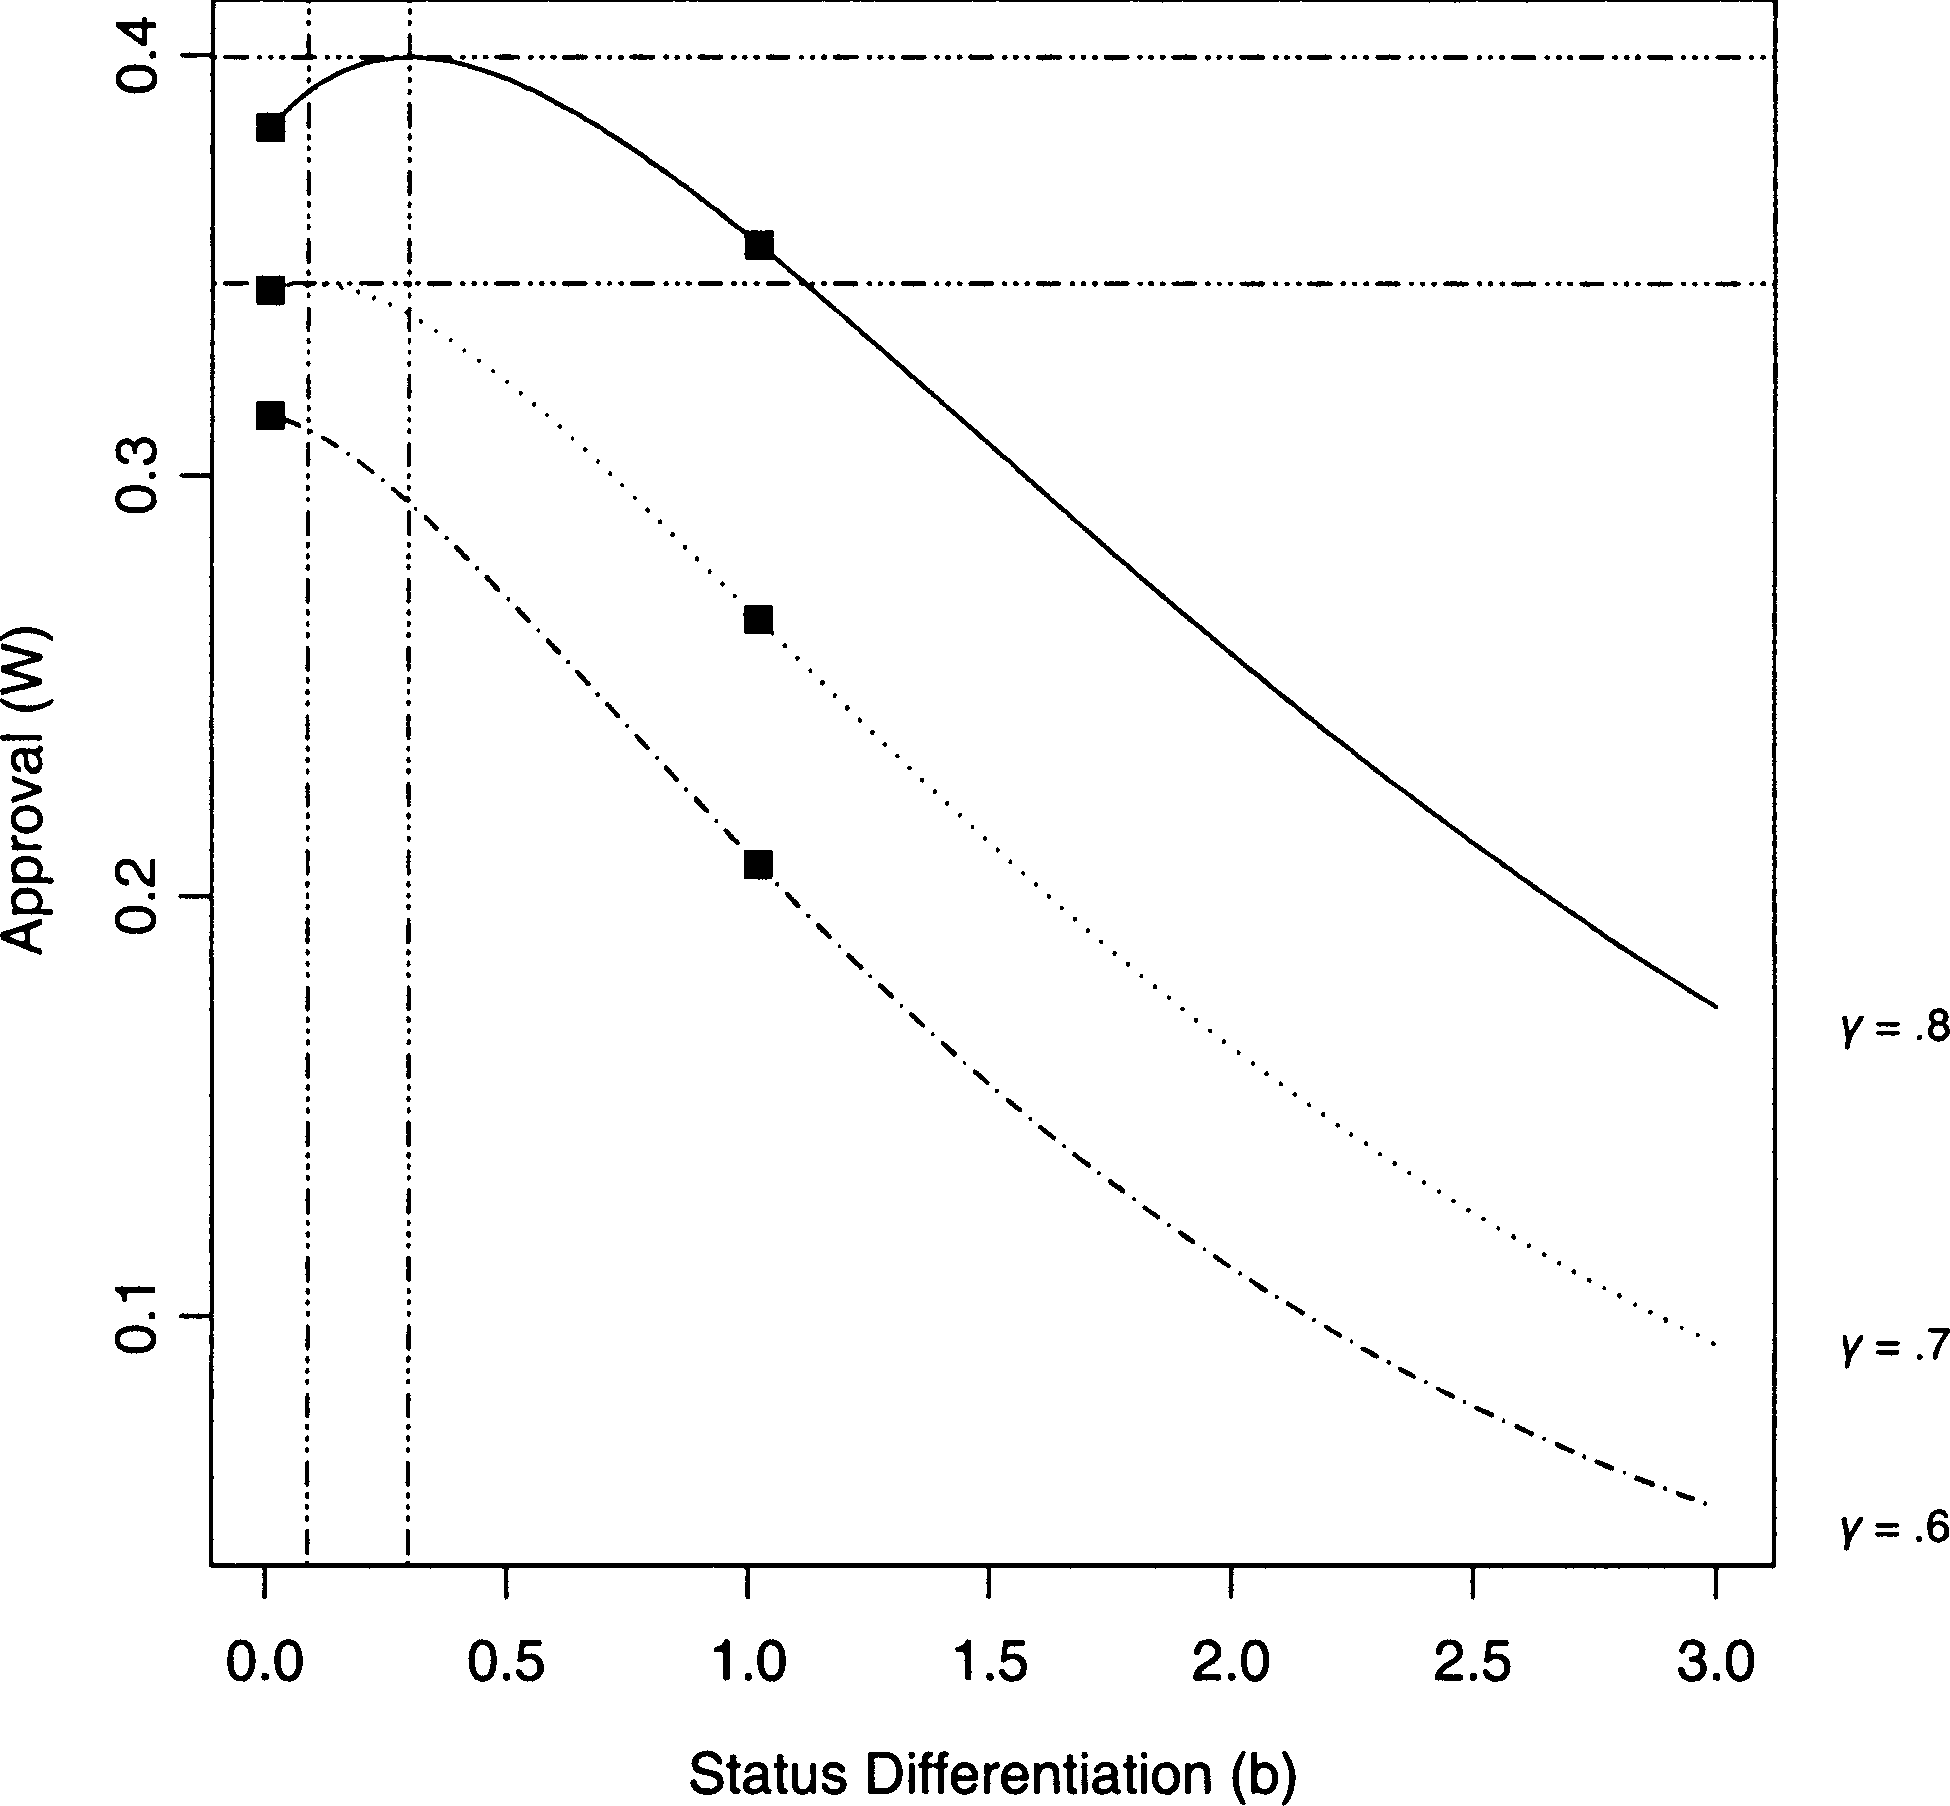 0.4
0.3
0.2
0.1
Approval (W)
γ = .8
γ = .7
γ = .6
0.0 0.5 1.0 1.5 2.0 2.5 3.0
Status Differentiation (b)